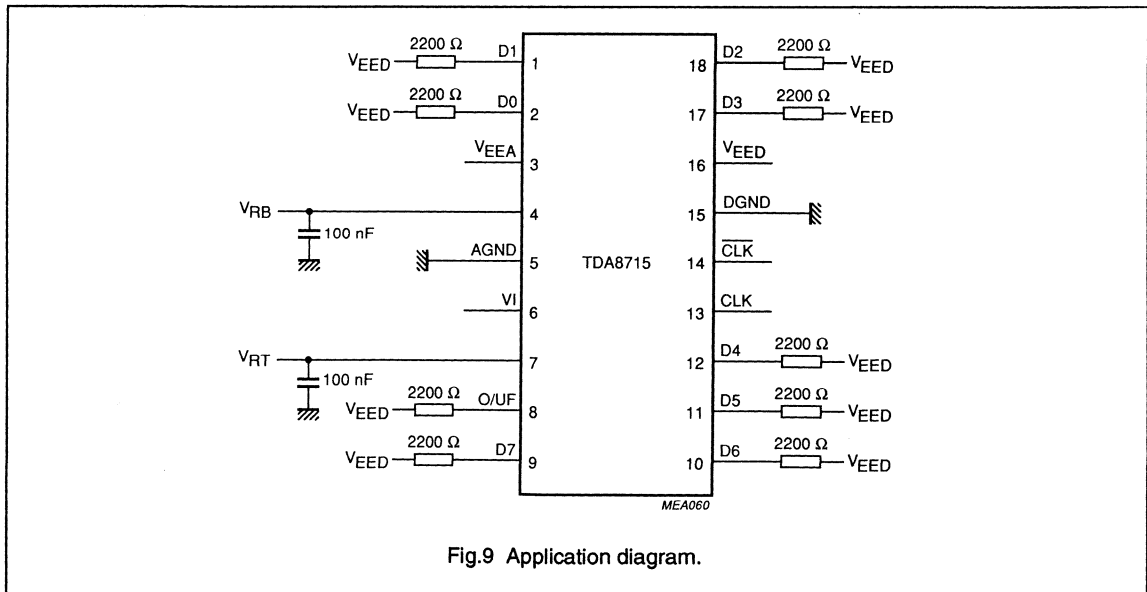 2200 Ω D1 1 18 D2 2200 Ω
VEED VEED
2200 Ω D0 2 17 D3 2200 Ω
VEED VEED
VEEA 3 16 VEED
VRB 4 15 DGND
100 nF
AGND 5 TDA8715 14 CLK
VI 6 13 CLK
VRT 7 12 D4 2200 Ω VEED
100 nF
VEED 2200 Ω O/UF 8 11 D5 2200 Ω VEED
VEED 2200 Ω D7 9 10 D6 2200 Ω VEED
MEA060
Fig.9 Application diagram.